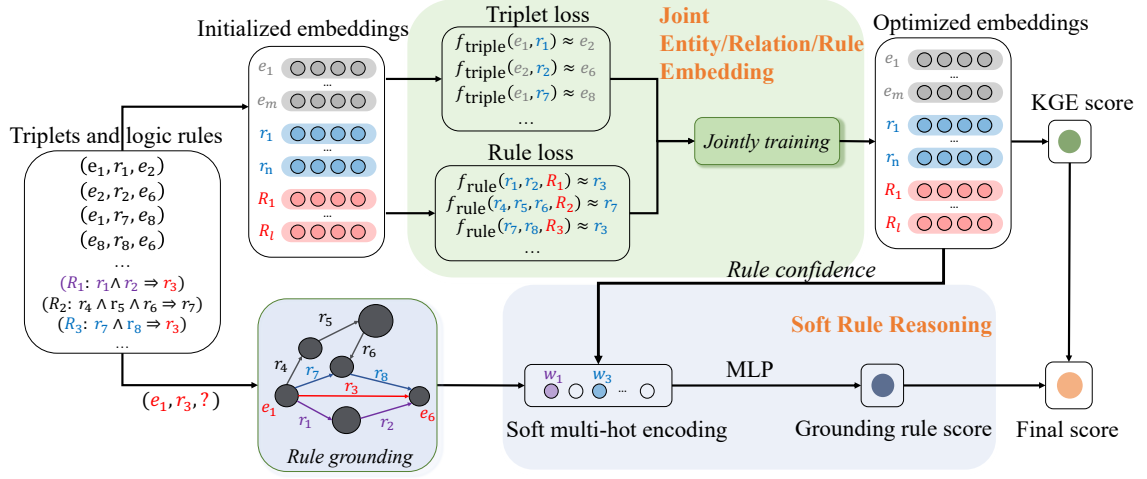 Initialized embeddings
e1
...
em
r1
...
rn
R1
...
Rl
Triplet loss
ftriple(e1, r1) ≈ e2
ftriple(e2, r2) ≈ e6
ftriple(e1, r7) ≈ e8
...
Rule loss
frule(r1, r2, R1) ≈ r3
frule(r4, r5, r6, R2) ≈ r7
frule(r7, r8, R3) ≈ r3
...
Joint
Entity/Relation/Rule
Embedding
Jointly training
Optimized embeddings
e1
...
em
r1
...
rn
R1
...
Rl
KGE score
Triplets and logic rules
(e1, r1, e2)
(e2, r2, e6)
(e1, r7, e8)
(e8, r8, e6)
...
(R1: r1 ∧ r2 ⇒ r3)
(R2: r4 ∧ r5 ∧ r6 ⇒ r7)
(R3: r7 ∧ r8 ⇒ r3)
...
(e1, r3, ?)
r5
r4
r6
r7
r8
r3
e1
e6
r1
r2
Rule grounding
Rule confidence
Soft Rule Reasoning
w1
w3
...
MLP
Soft multi-hot encoding
Grounding rule score
Final score